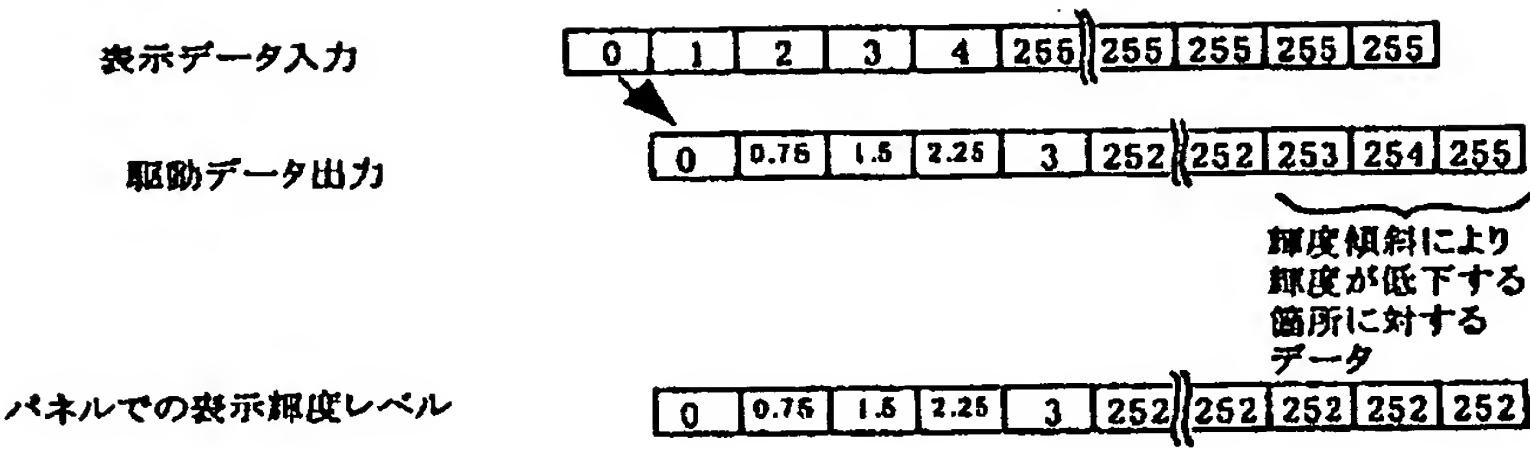 表示データ入力 0 1 2 3 4 255 255 255 255 255
駆動データ出力 0 0.75 1.5 2.25 3 252 252 253 254 255
輝度傾斜により
輝度が低下する
箇所に対する
データ
パネルでの表示輝度レベル 0 0.75 1.5 2.25 3 252 252 252 252 252